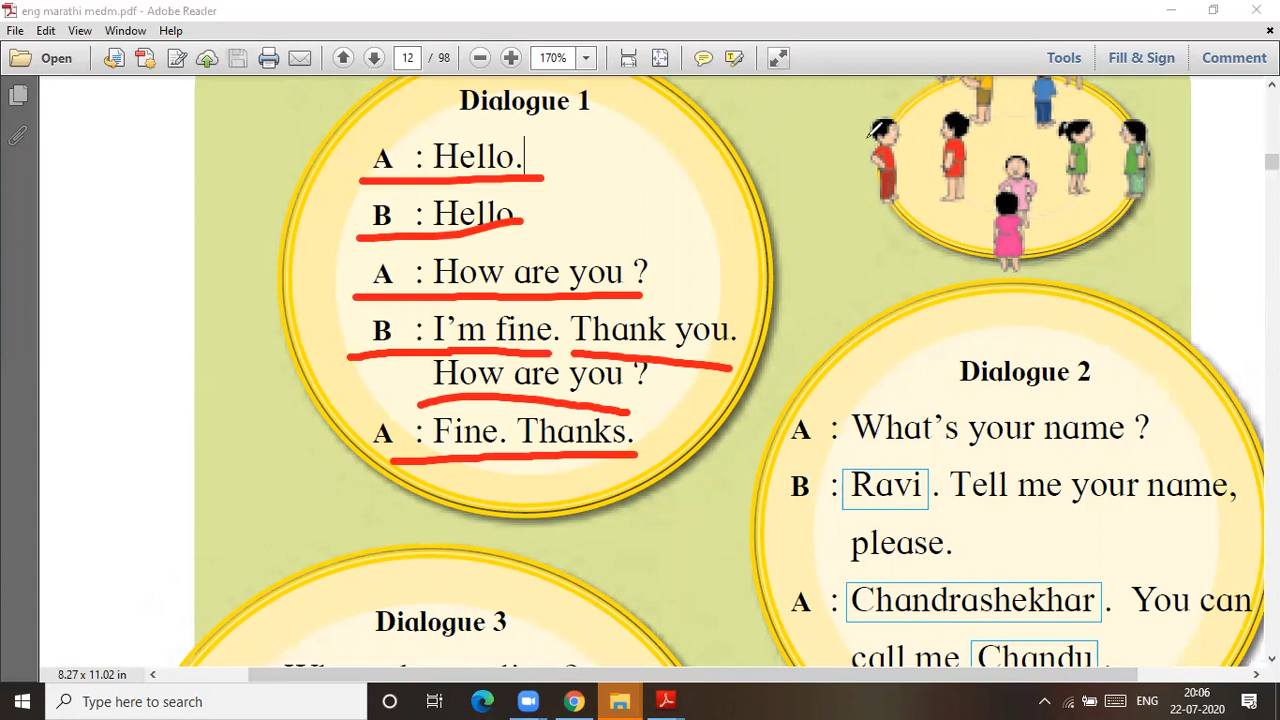 eng marathi medm.pdf - Adobe Reader
File Edit View Window Help
Open 12 / 98 170% Tools Fill & Sign Comment
Dialogue 1
A : Hello.
B : Hello
A : How are you ?
B : I'm fine. Thank you.
How are you ?
A : Fine. Thanks.
Dialogue 2
A : What's your name ?
B : Ravi . Tell me your name,
please.
A : Chandrashekhar . You can
call me Chandu .
Dialogue 3
8.27 x 11.02 in
Type here to search
ENG
20:06
22-07-2020